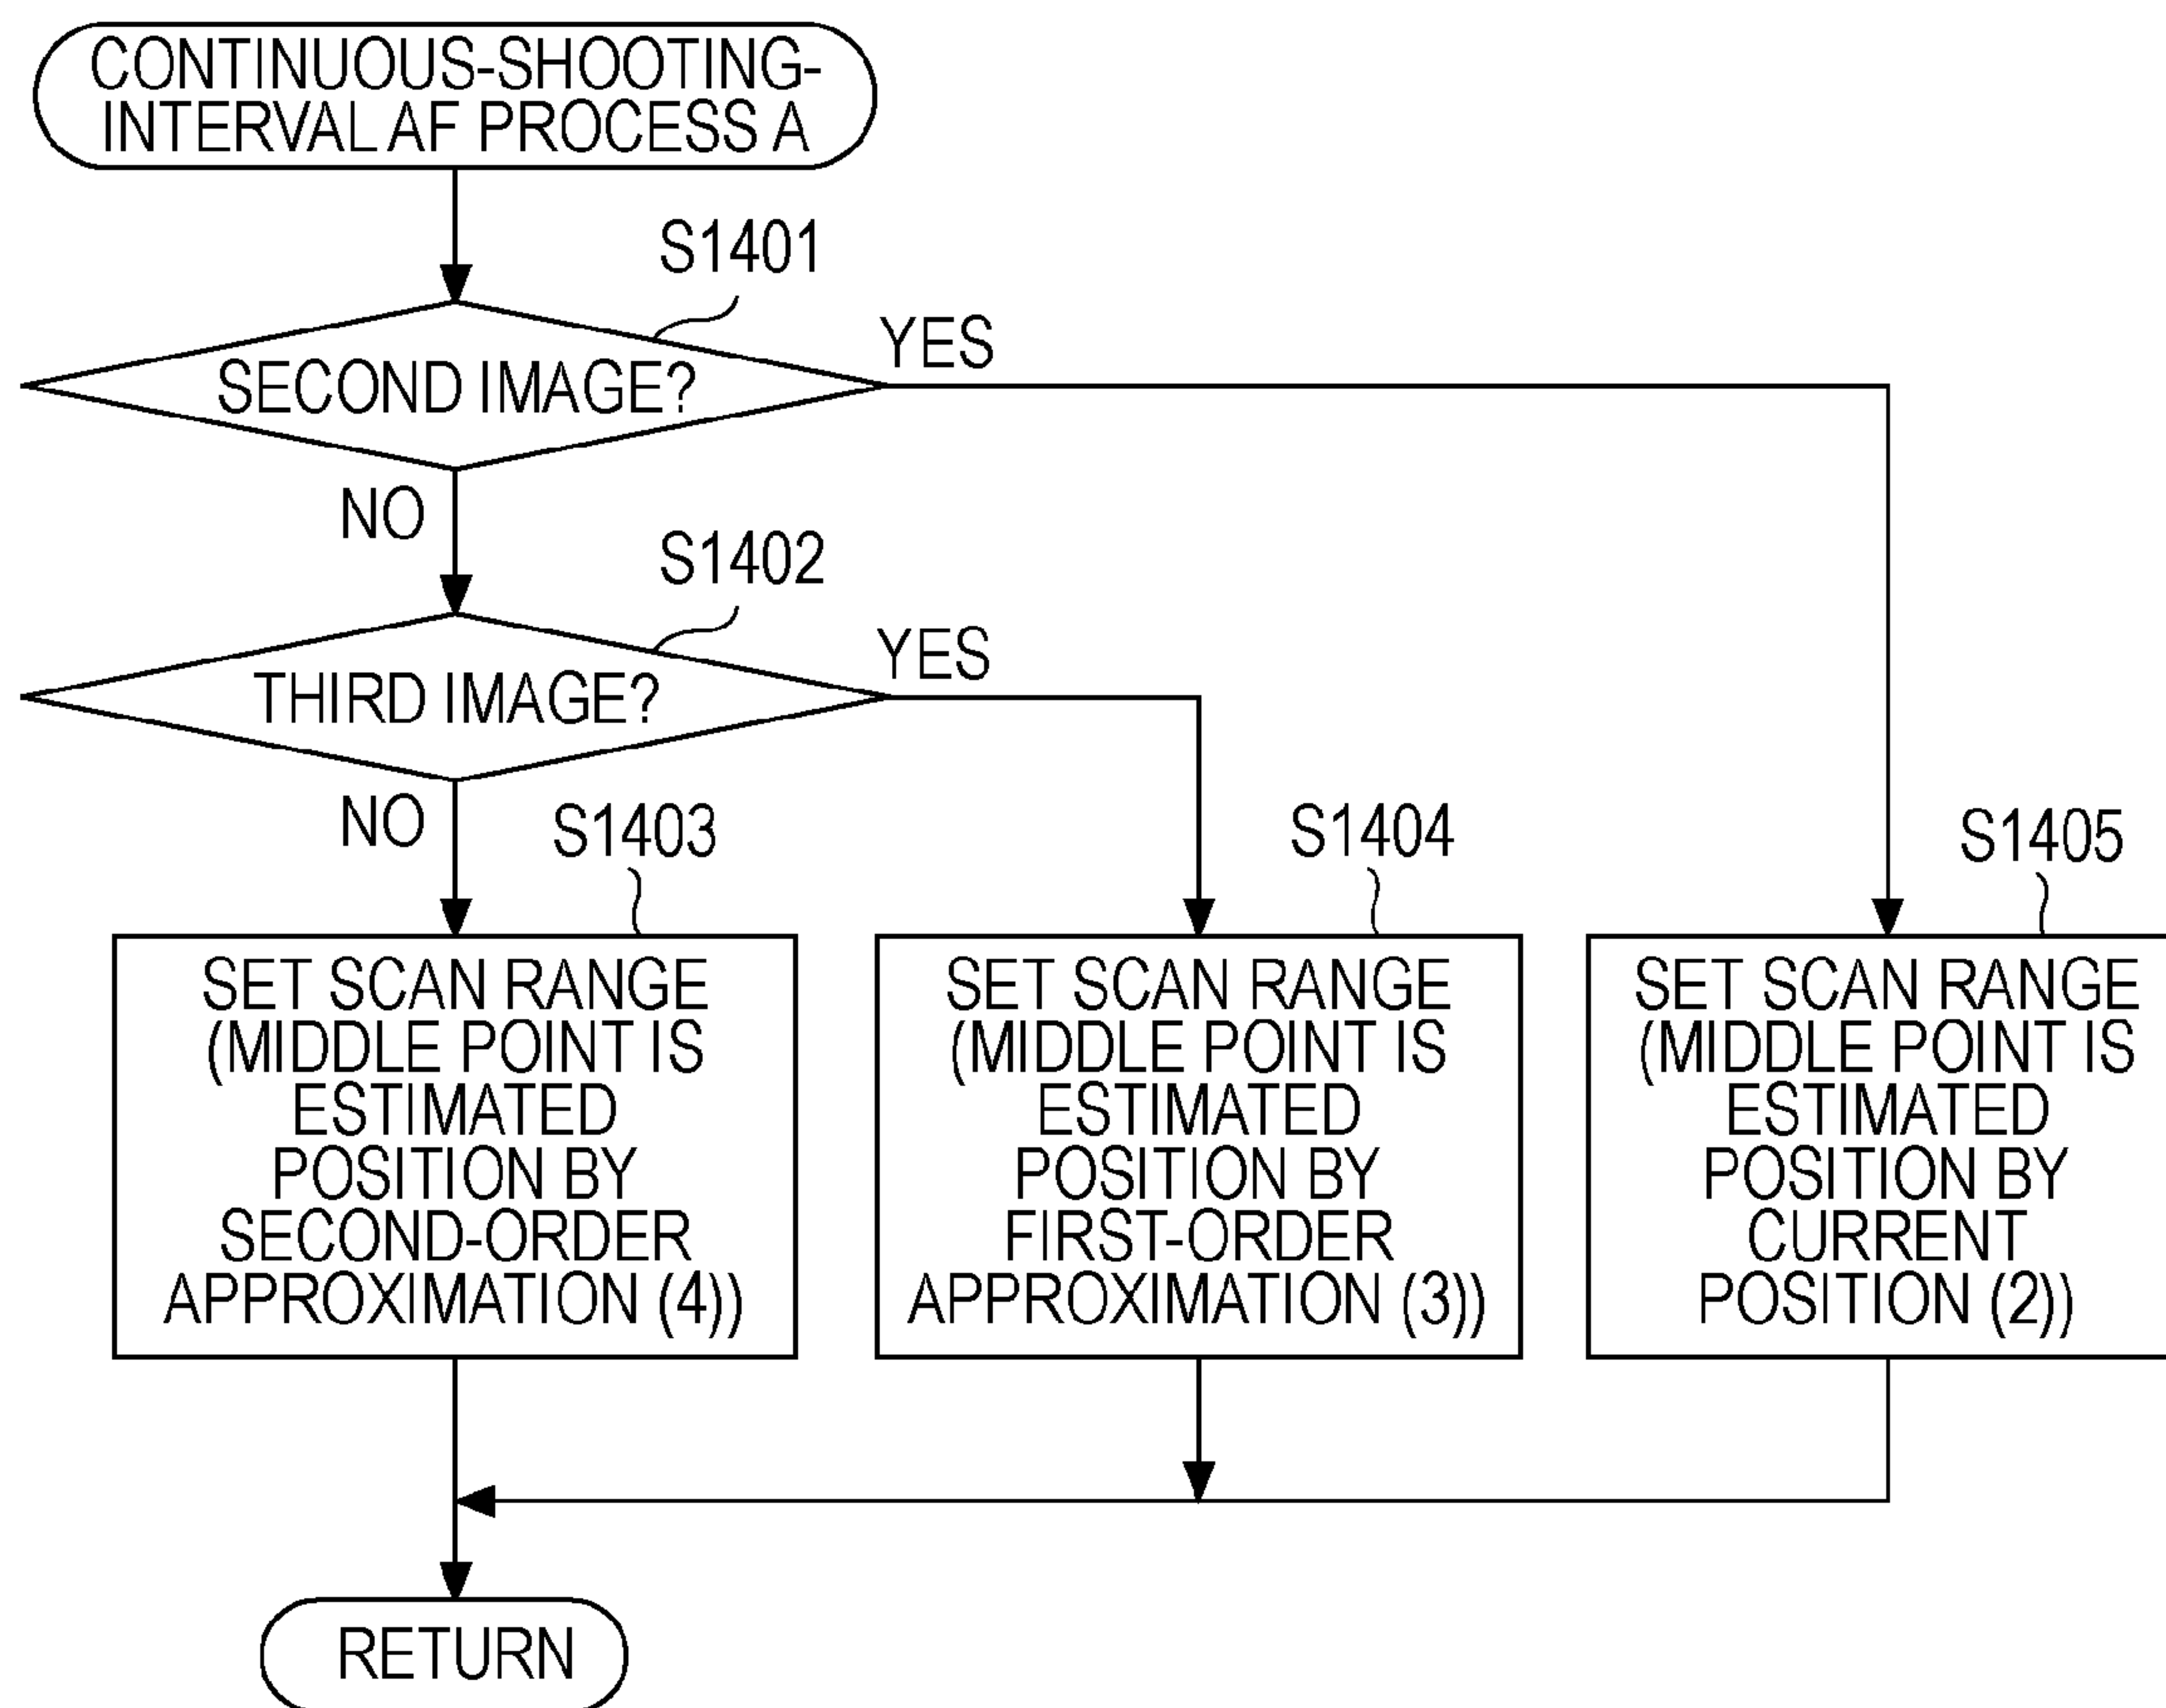 CONTINUOUS-SHOOTING-
INTERVAL AF PROCESS A
S1401
SECOND IMAGE?
YES
NO
S1402
THIRD IMAGE?
YES
NO
S1403
SET SCAN RANGE
(MIDDLE POINT IS
ESTIMATED
POSITION BY
SECOND-ORDER
APPROXIMATION (4))
S1404
SET SCAN RANGE
(MIDDLE POINT IS
ESTIMATED
POSITION BY
FIRST-ORDER
APPROXIMATION (3))
S1405
SET SCAN RANGE
(MIDDLE POINT IS
ESTIMATED
POSITION BY
CURRENT
POSITION (2))
RETURN